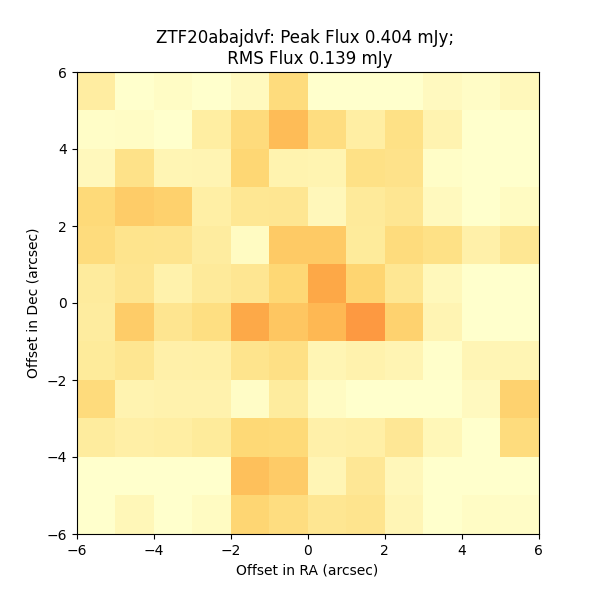 ZTF20abajdvf: Peak Flux 0.404 mJy;
RMS Flux 0.139 mJy
6
4
2
0
−2
−4
−6
Offset in Dec (arcsec)
−6 −4 −2 0 2 4 6
Offset in RA (arcsec)